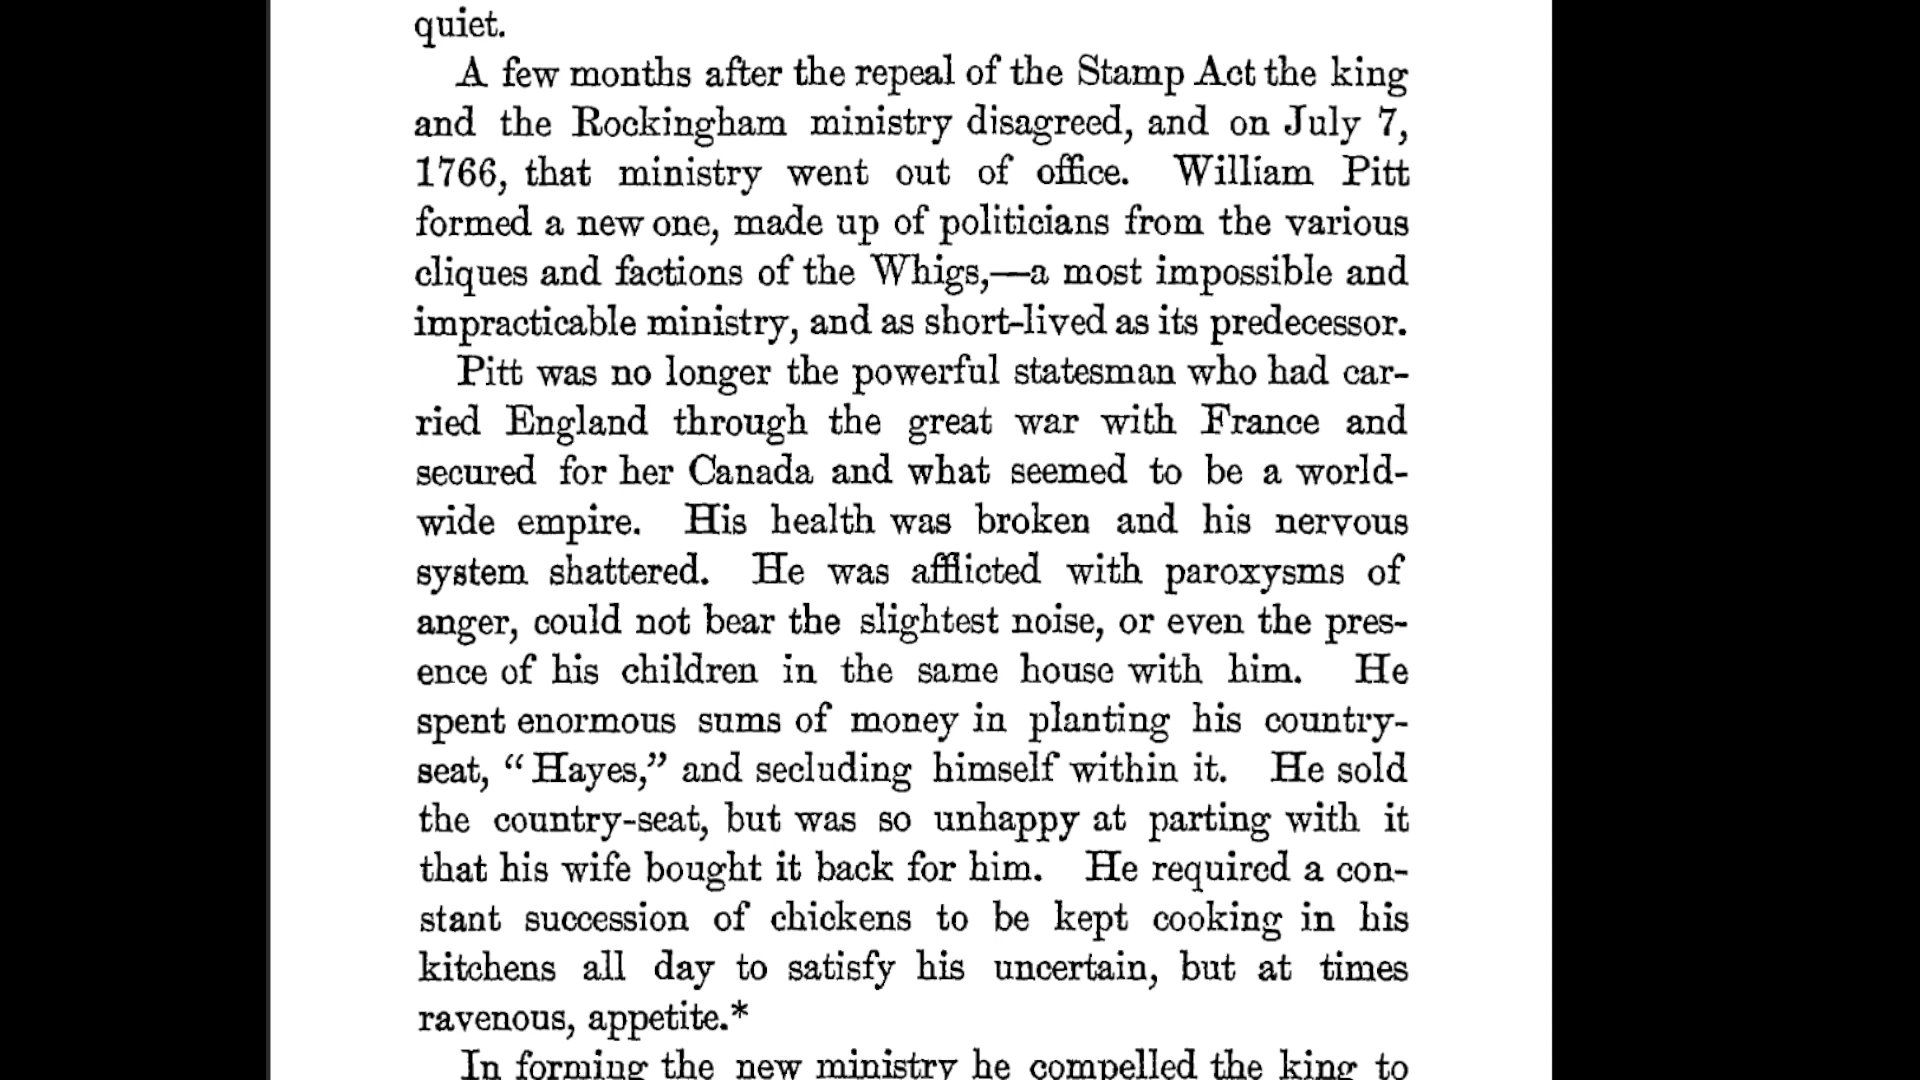 quiet.
A few months after the repeal of the Stamp Act the king
and the Rockingham ministry disagreed, and on July 7,
1766, that ministry went out of office. William Pitt
formed a new one, made up of politicians from the various
cliques and factions of the Whigs,—a most impossible and
impracticable ministry, and as short-lived as its predecessor.
Pitt was no longer the powerful statesman who had car-
ried England through the great war with France and
secured for her Canada and what seemed to be a world-
wide empire. His health was broken and his nervous
system shattered. He was afflicted with paroxysms of
anger, could not bear the slightest noise, or even the pres-
ence of his children in the same house with him. He
spent enormous sums of money in planting his country-
seat, “Hayes,” and secluding himself within it. He sold
the country-seat, but was so unhappy at parting with it
that his wife bought it back for him. He required a con-
stant succession of chickens to be kept cooking in his
kitchens all day to satisfy his uncertain, but at times
ravenous, appetite.*
In forming the new ministry he compelled the king to